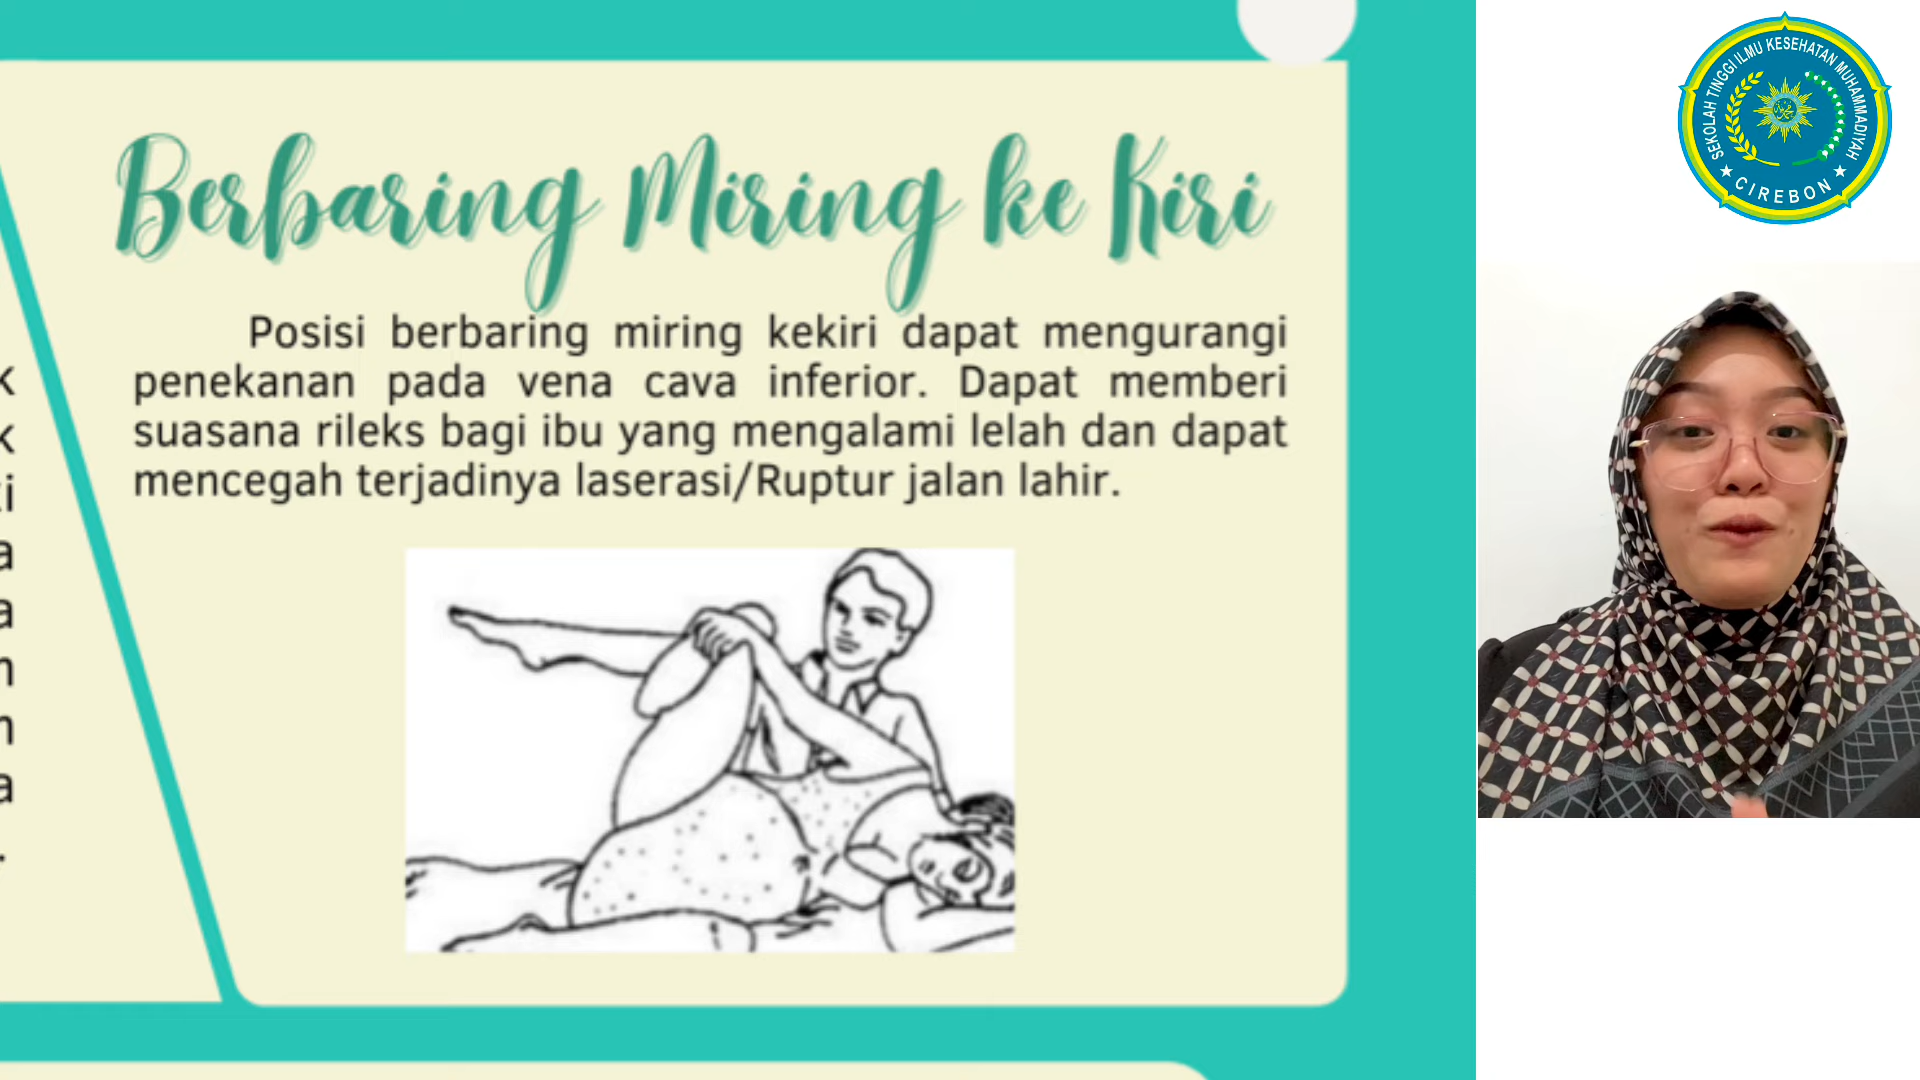 Berbaring Miring ke Kiri
Posisi berbaring miring kekiri dapat mengurangi
penekanan pada vena cava inferior. Dapat memberi
suasana rileks bagi ibu yang mengalami lelah dan dapat
mencegah terjadinya laserasi/Ruptur jalan lahir.
k
k
a
a
a
.
SEKOLAH TINGGI ILMU KESEHATAN MUHAMMADIYAH
CIREBON